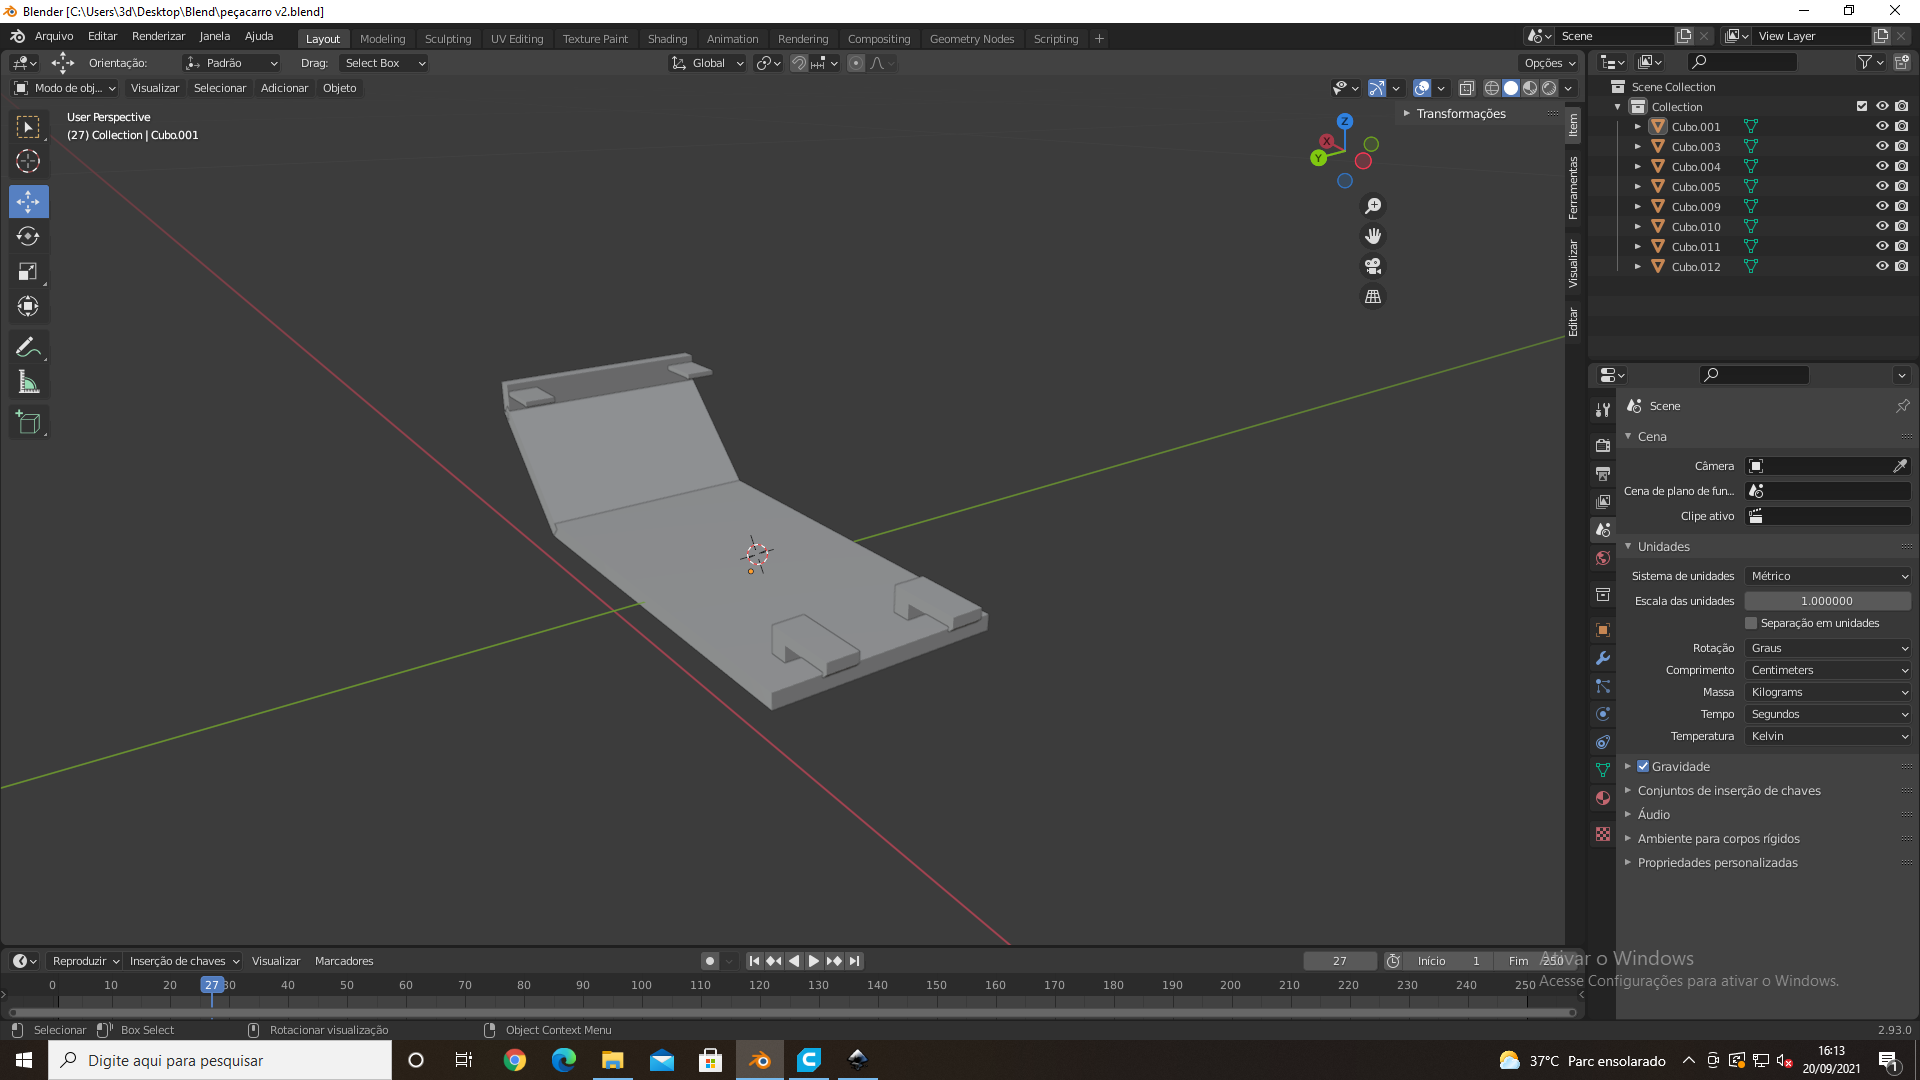 Blender [C:\Users\3d\Desktop\Blend\peçacarro v2.blend]
Arquivo Editar Renderizar Janela Ajuda Layout Modeling Sculpting UV Editing Texture Paint Shading Animation Rendering Compositing Geometry Nodes Scripting + Scene View Layer
Orientação: Padrão Drag: Select Box Global Opções
Modo de obj... Visualizar Selecionar Adicionar Objeto
User Perspective
(27) Collection | Cubo.001
Z
X
Y
Transformações
Item
Ferramentas
Visualizar
Editar
Scene Collection
Collection
Cubo.001
Cubo.003
Cubo.004
Cubo.005
Cubo.009
Cubo.010
Cubo.011
Cubo.012
Scene
Cena
Câmera
Cena de plano de fun...
Clipe ativo
Unidades
Sistema de unidades Métrico
Escala das unidades 1.000000
Separação em unidades
Rotação Graus
Comprimento Centimeters
Massa Kilograms
Tempo Segundos
Temperatura Kelvin
Gravidade
Conjuntos de inserção de chaves
Áudio
Ambiente para corpos rígidos
Propriedades personalizadas
Ativar o Windows
Acesse Configurações para ativar o Windows.
Reproduzir Inserção de chaves Visualizar Marcadores 27 Início 1 Fim 250
0 10 20 27 30 40 50 60 70 80 90 100 110 120 130 140 150 160 170 180 190 200 210 220 230 240 250
Selecionar Box Select Rotacionar visualização Object Context Menu 2.93.0
Digite aqui para pesquisar
37°C Parc ensolarado
16:13
20/09/2021
1